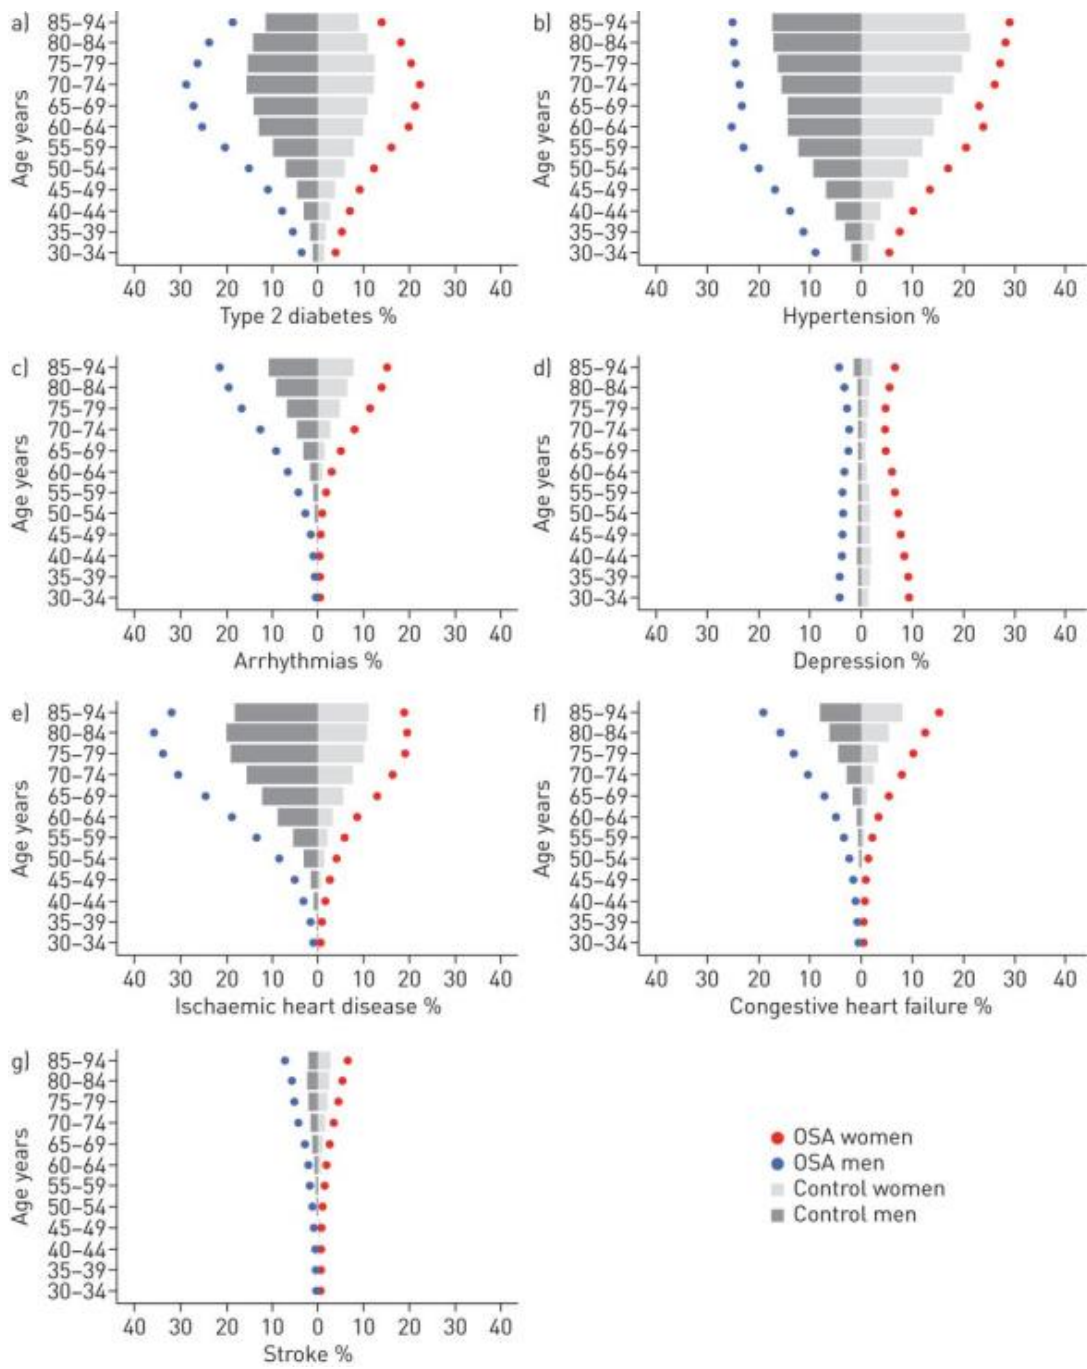 a)
Age years
85–94
80–84
75–79
70–74
65–69
60–64
55–59
50–54
45–49
40–44
35–39
30–34
40 30 20 10 0 10 20 30 40
Type 2 diabetes %
b)
Age years
85–94
80–84
75–79
70–74
65–69
60–64
55–59
50–54
45–49
40–44
35–39
30–34
40 30 20 10 0 10 20 30 40
Hypertension %
c)
Age years
85–94
80–84
75–79
70–74
65–69
60–64
55–59
50–54
45–49
40–44
35–39
30–34
40 30 20 10 0 10 20 30 40
Arrhythmias %
d)
Age years
85–94
80–84
75–79
70–74
65–69
60–64
55–59
50–54
45–49
40–44
35–39
30–34
40 30 20 10 0 10 20 30 40
Depression %
e)
Age years
85–94
80–84
75–79
70–74
65–69
60–64
55–59
50–54
45–49
40–44
35–39
30–34
40 30 20 10 0 10 20 30 40
Ischaemic heart disease %
f)
Age years
85–94
80–84
75–79
70–74
65–69
60–64
55–59
50–54
45–49
40–44
35–39
30–34
40 30 20 10 0 10 20 30 40
Congestive heart failure %
g)
Age years
85–94
80–84
75–79
70–74
65–69
60–64
55–59
50–54
45–49
40–44
35–39
30–34
40 30 20 10 0 10 20 30 40
Stroke %
OSA women
OSA men
Control women
Control men